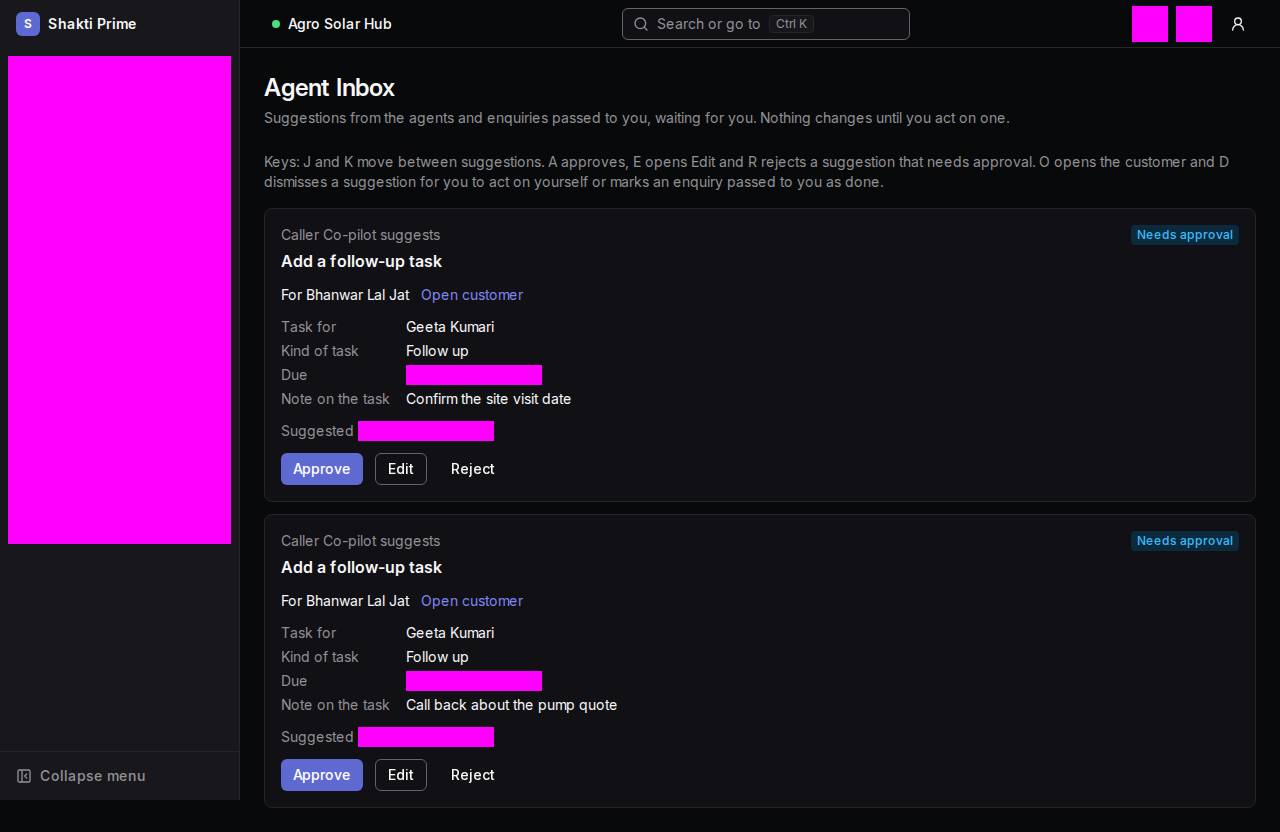 S Shakti Prime
Agro Solar Hub
Search or go to Ctrl K
Agent Inbox
Suggestions from the agents and enquiries passed to you, waiting for you. Nothing changes until you act on one.
Keys: J and K move between suggestions. A approves, E opens Edit and R rejects a suggestion that needs approval. O opens the customer and D
dismisses a suggestion for you to act on yourself or marks an enquiry passed to you as done.
Caller Co-pilot suggests Needs approval
Add a follow-up task
For Bhanwar Lal Jat Open customer
Task for Geeta Kumari
Kind of task Follow up
Due
Note on the task Confirm the site visit date
Suggested
Approve Edit Reject
Caller Co-pilot suggests Needs approval
Add a follow-up task
For Bhanwar Lal Jat Open customer
Task for Geeta Kumari
Kind of task Follow up
Due
Note on the task Call back about the pump quote
Suggested
Approve Edit Reject
Collapse menu